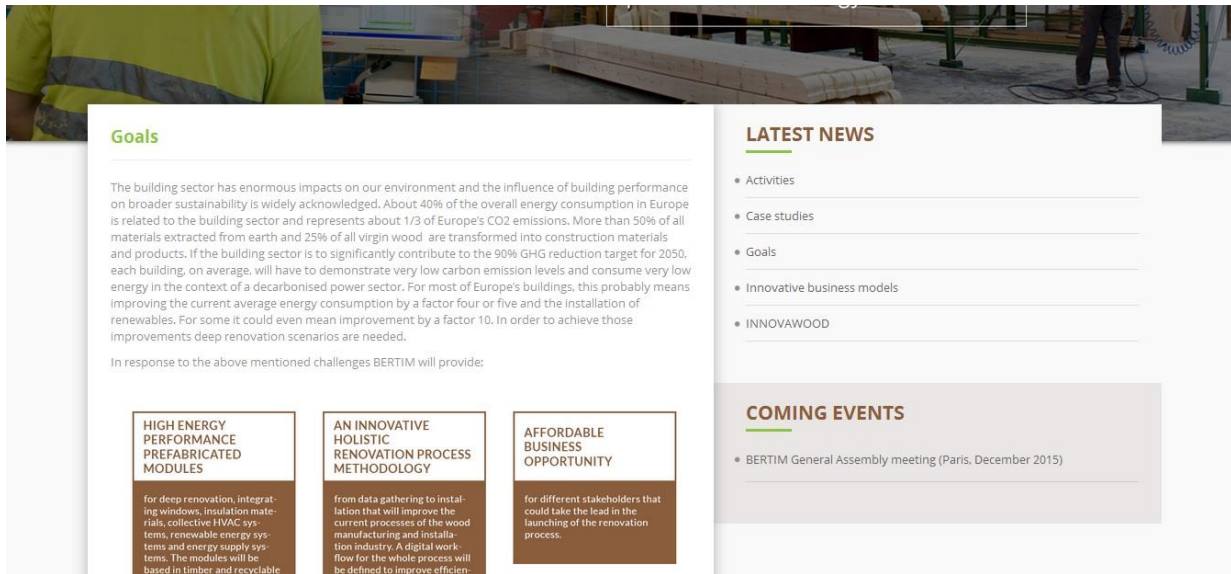 Goals
The building sector has enormous impacts on our environment and the influence of building performance
on broader sustainability is widely acknowledged. About 40% of the overall energy consumption in Europe
is related to the building sector and represents about 1/3 of Europe's CO2 emissions. More than 50% of all
materials extracted from earth and 25% of all virgin wood are transformed into construction materials
and products. If the building sector is to significantly contribute to the 90% GHG reduction target for 2050,
each building, on average, will have to demonstrate very low carbon emission levels and consume very low
energy in the context of a decarbonised power sector. For most of Europe's buildings, this probably means
improving the current average energy consumption by a factor four or five and the installation of
renewables. For some it could even mean improvement by a factor 10. In order to achieve those
improvements deep renovation scenarios are needed.
In response to the above mentioned challenges BERTIM will provide:
HIGH ENERGY
PERFORMANCE
PREFABRICATED
MODULES
for deep renovation, integrat-
ing windows, insulation mate-
rials, collective HVAC sys-
tems, renewable energy sys-
tems and energy supply sys-
tems. The modules will be
based in timber and recyclable
AN INNOVATIVE
HOLISTIC
RENOVATION PROCESS
METHODOLOGY
from data gathering to instal-
lation that will improve the
current processes of the wood
manufacturing and installa-
tion industry. A digital work-
flow for the whole process will
be defined to improve efficien-
AFFORDABLE
BUSINESS
OPPORTUNITY
for different stakeholders that
could take the lead in the
launching of the renovation
process.
LATEST NEWS
Activities
Case studies
Goals
Innovative business models
INNOVAWOOD
COMING EVENTS
BERTIM General Assembly meeting (Paris, December 2015)